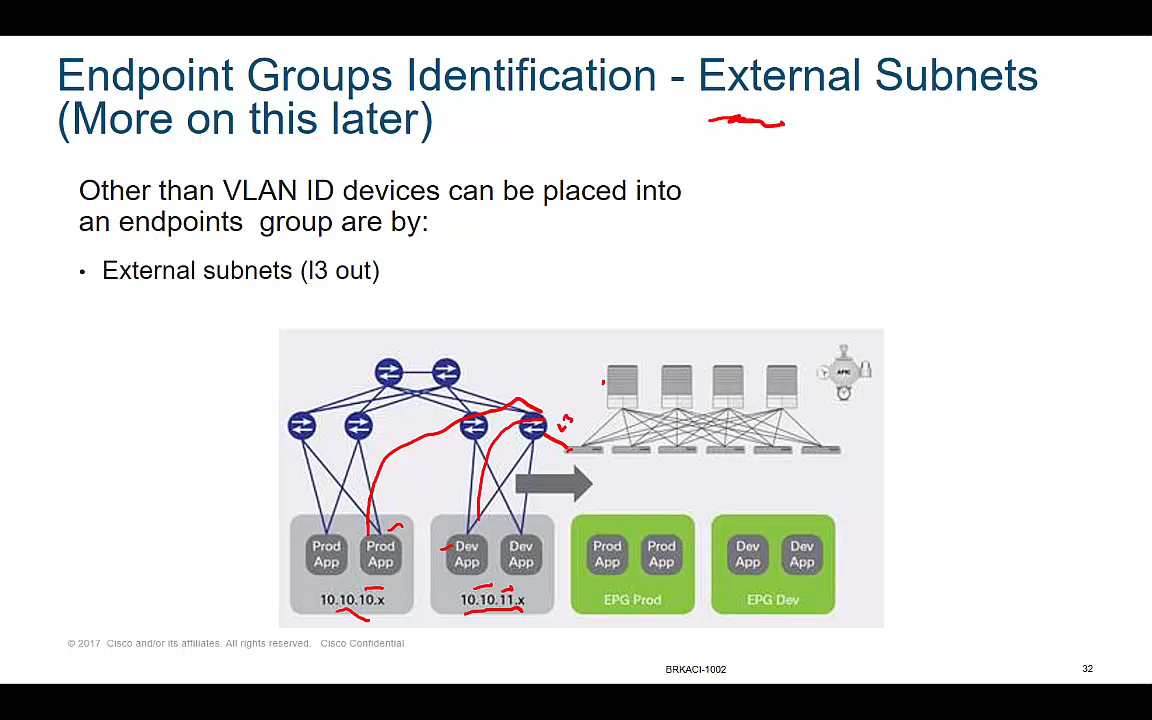 Endpoint Groups Identification - External Subnets
(More on this later)
Other than VLAN ID devices can be placed into
an endpoints group are by:
• External subnets (l3 out)
APIC
L3
Prod App
Prod App
10.10.10.x
Dev App
Dev App
10.10.11.x
Prod App
Prod App
EPG Prod
Dev App
Dev App
EPG Dev
© 2017 Cisco and/or its affiliates. All rights reserved. Cisco Confidential
BRKACI-1002
32